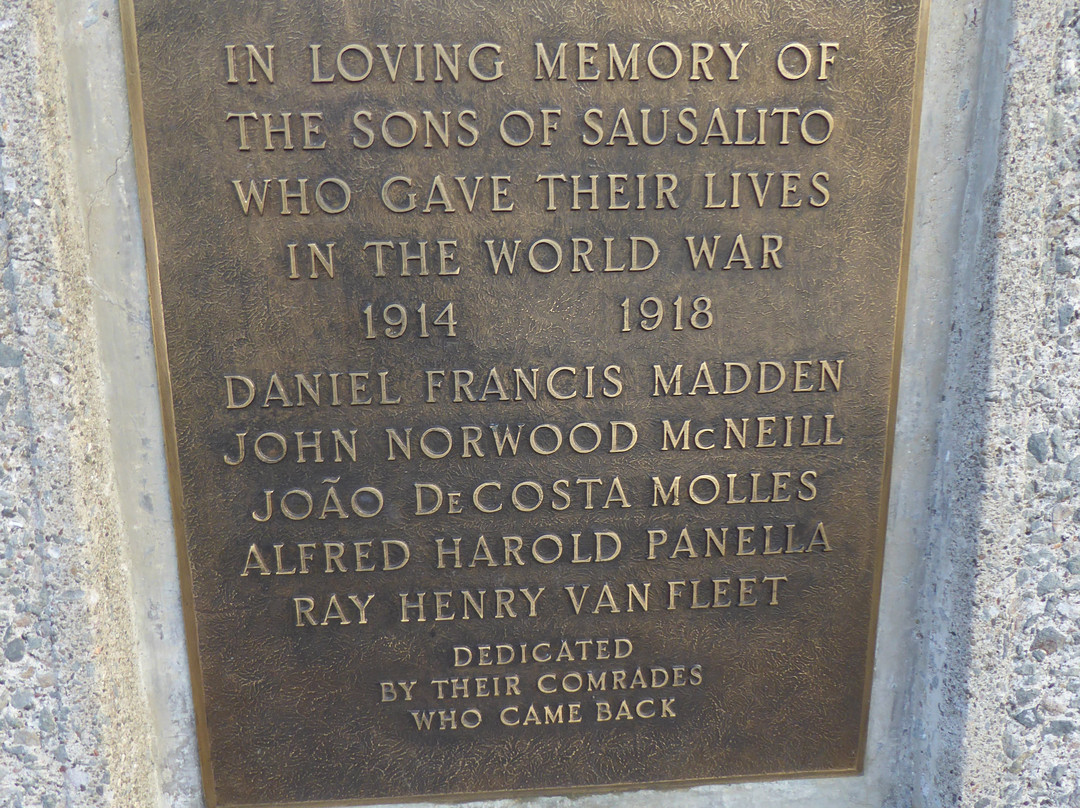 IN LOVING MEMORY OF
THE SONS OF SAUSALITO
WHO GAVE THEIR LIVES
IN THE WORLD WAR
1914 1918
DANIEL FRANCIS MADDEN
JOHN NORWOOD McNEILL
JOÃO DeCOSTA MOLLES
ALFRED HAROLD PANELLA
RAY HENRY VAN FLEET
DEDICATED
BY THEIR COMRADES
WHO CAME BACK